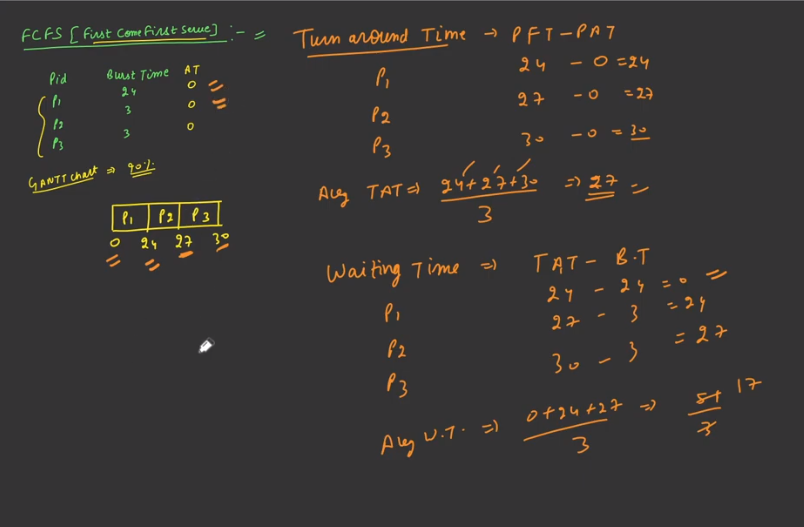 FCFS [First Come First Serve] :- =
Pid Burst Time AT
P1 24 0
P2 3 0
P3 3 0
GANTT chart ⇒ 90%
P1 P2 P3
0 24 27 30
Turn around Time → PFT-PAT
P1 24 - 0 = 24
P2 27 - 0 = 27
P3 30 - 0 = 30
Avg TAT ⇒ 24+27+30 ⇒ 27
3
Waiting Time ⇒ TAT - B.T
P1 24 - 24 = 0
P2 27 - 3 = 24
P3 30 - 3 = 27
Avg W.T. ⇒ 0+24+27 ⇒ 51 17
3 3